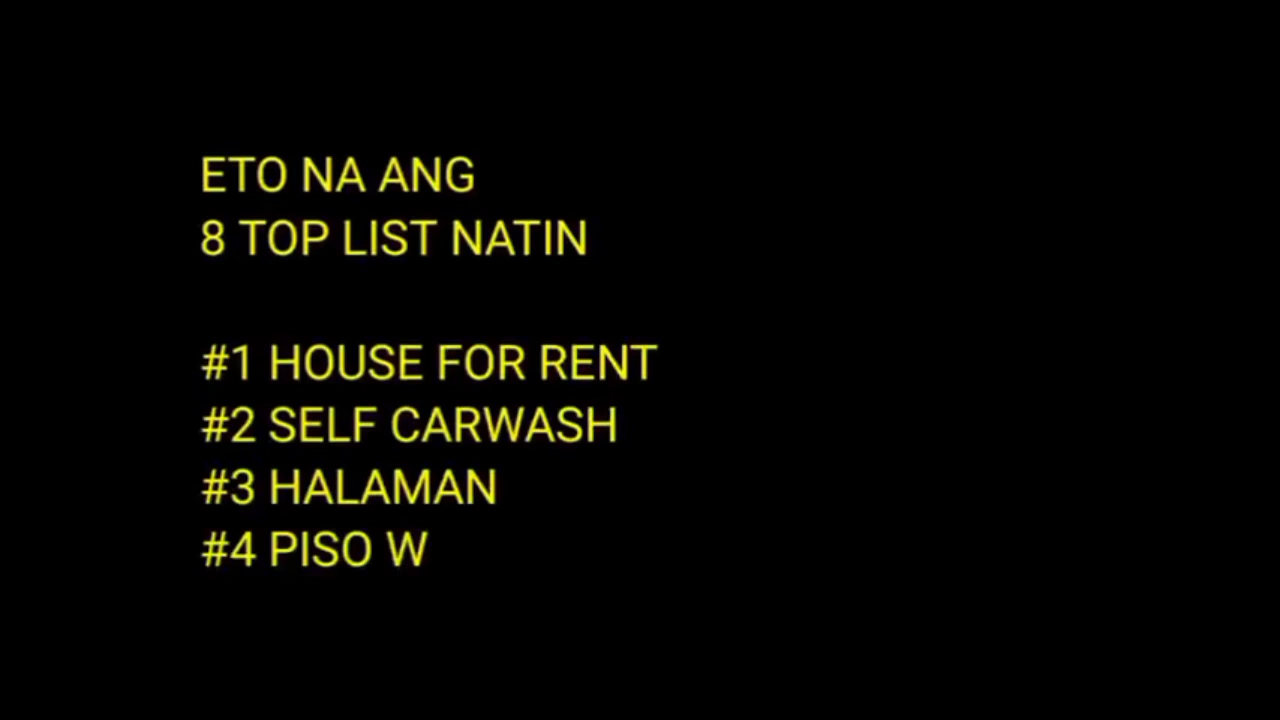 ETO NA ANG
8 TOP LIST NATIN
#1 HOUSE FOR RENT
#2 SELF CARWASH
#3 HALAMAN
#4 PISO W